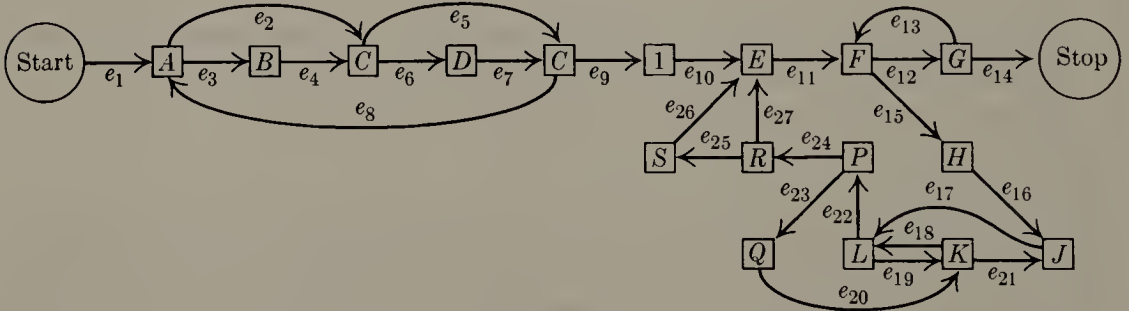 e2 e5 e13
Start A B C D C 1 E F G Stop
e1 e3 e4 e6 e7 e9 e10 e11 e12 e14
e8
e26 e27 e15
S e25 R e24 P H
e23 e22 e17 e16
Q L e18 K J
e19 e21
e20